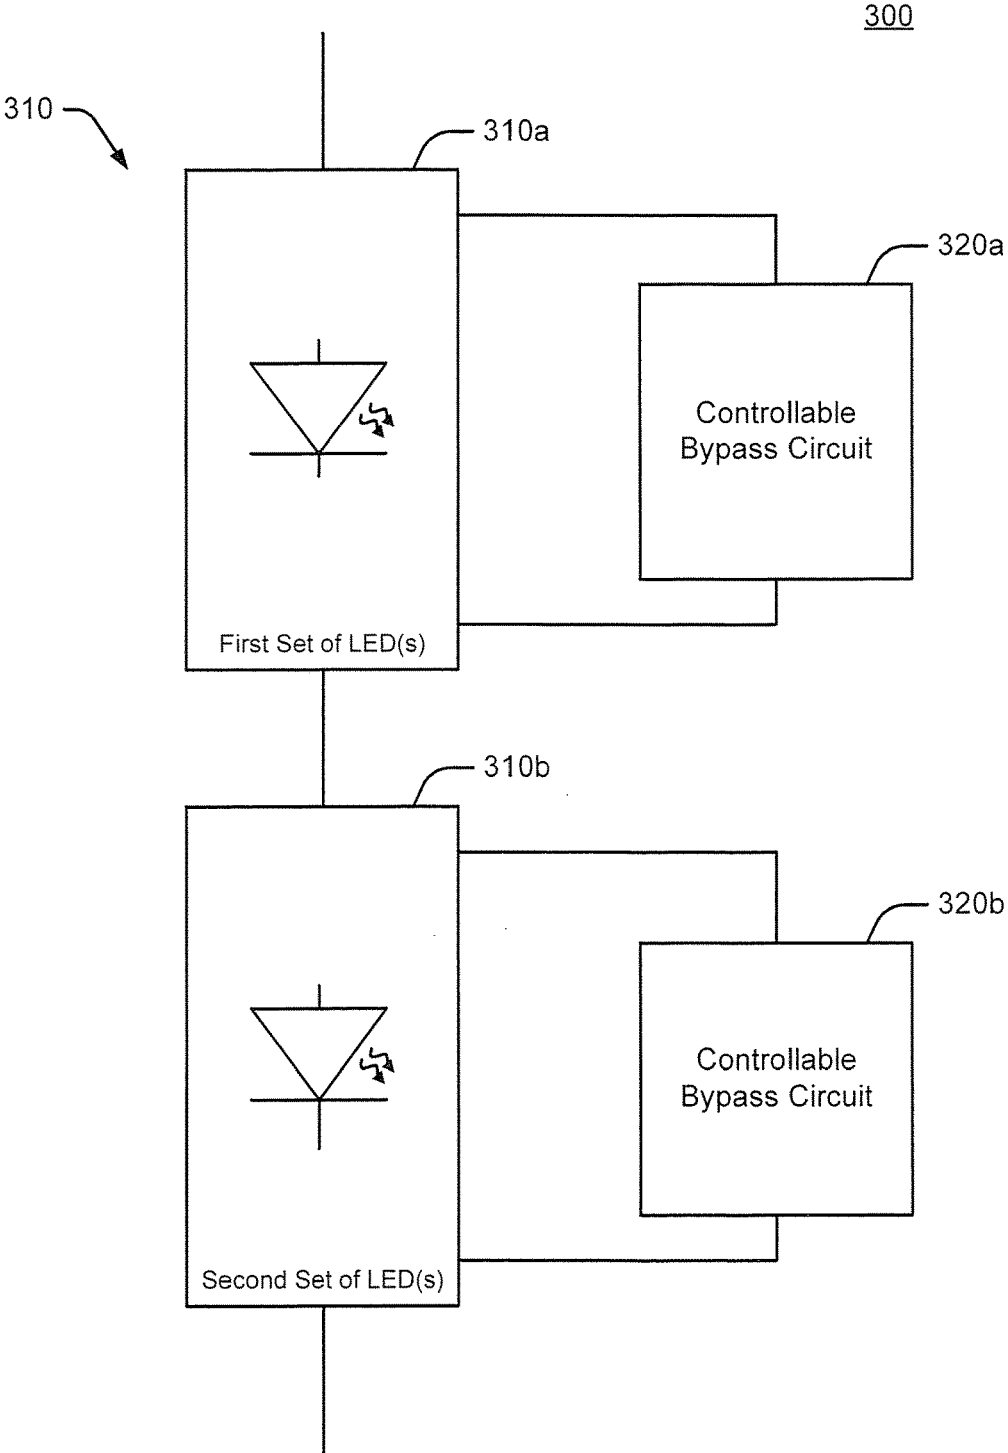 300
310
310a
320a
Controllable
Bypass Circuit
First Set of LED(s)
310b
320b
Controllable
Bypass Circuit
Second Set of LED(s)